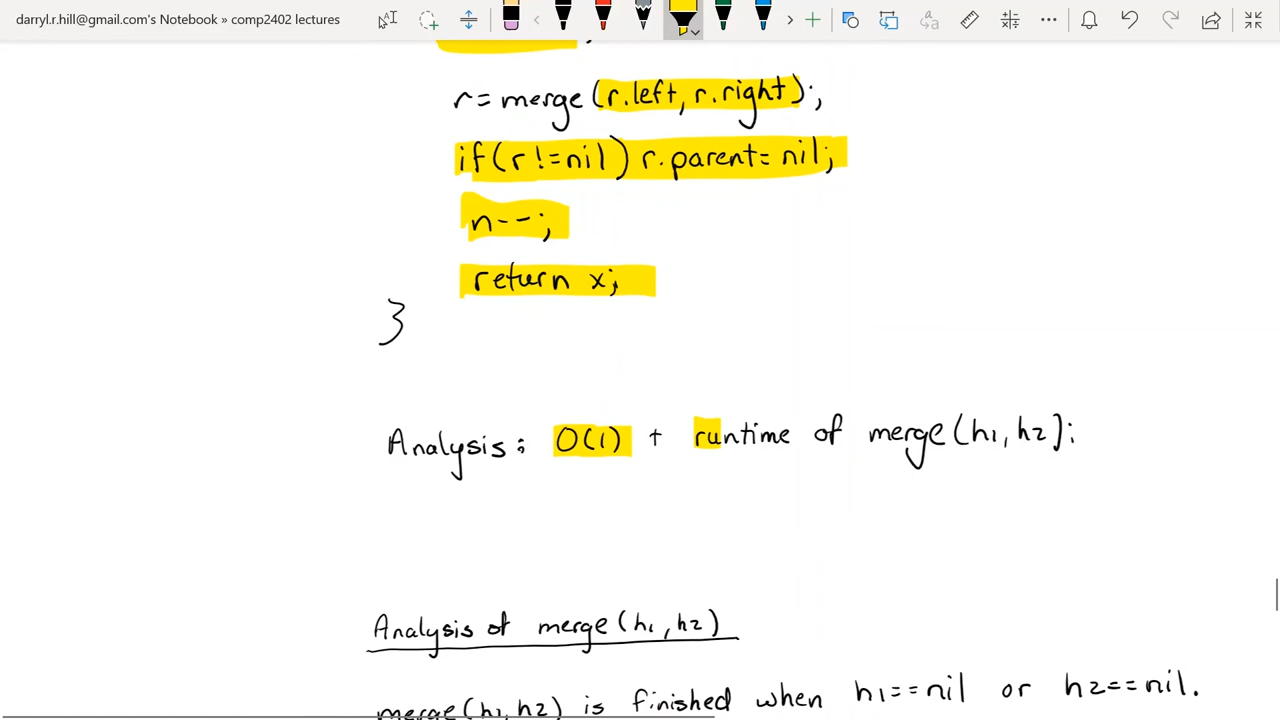 darryl.r.hill@gmail.com's Notebook » comp2402 lectures
r = merge (r.left, r.right);
if(r != nil) r.parent = nil;
n--;
return x;
}
Analysis: O(1) + runtime of merge(h1, h2):
Analysis of merge(h1, h2)
merge(h1, h2) is finished when h1==nil or h2==nil.